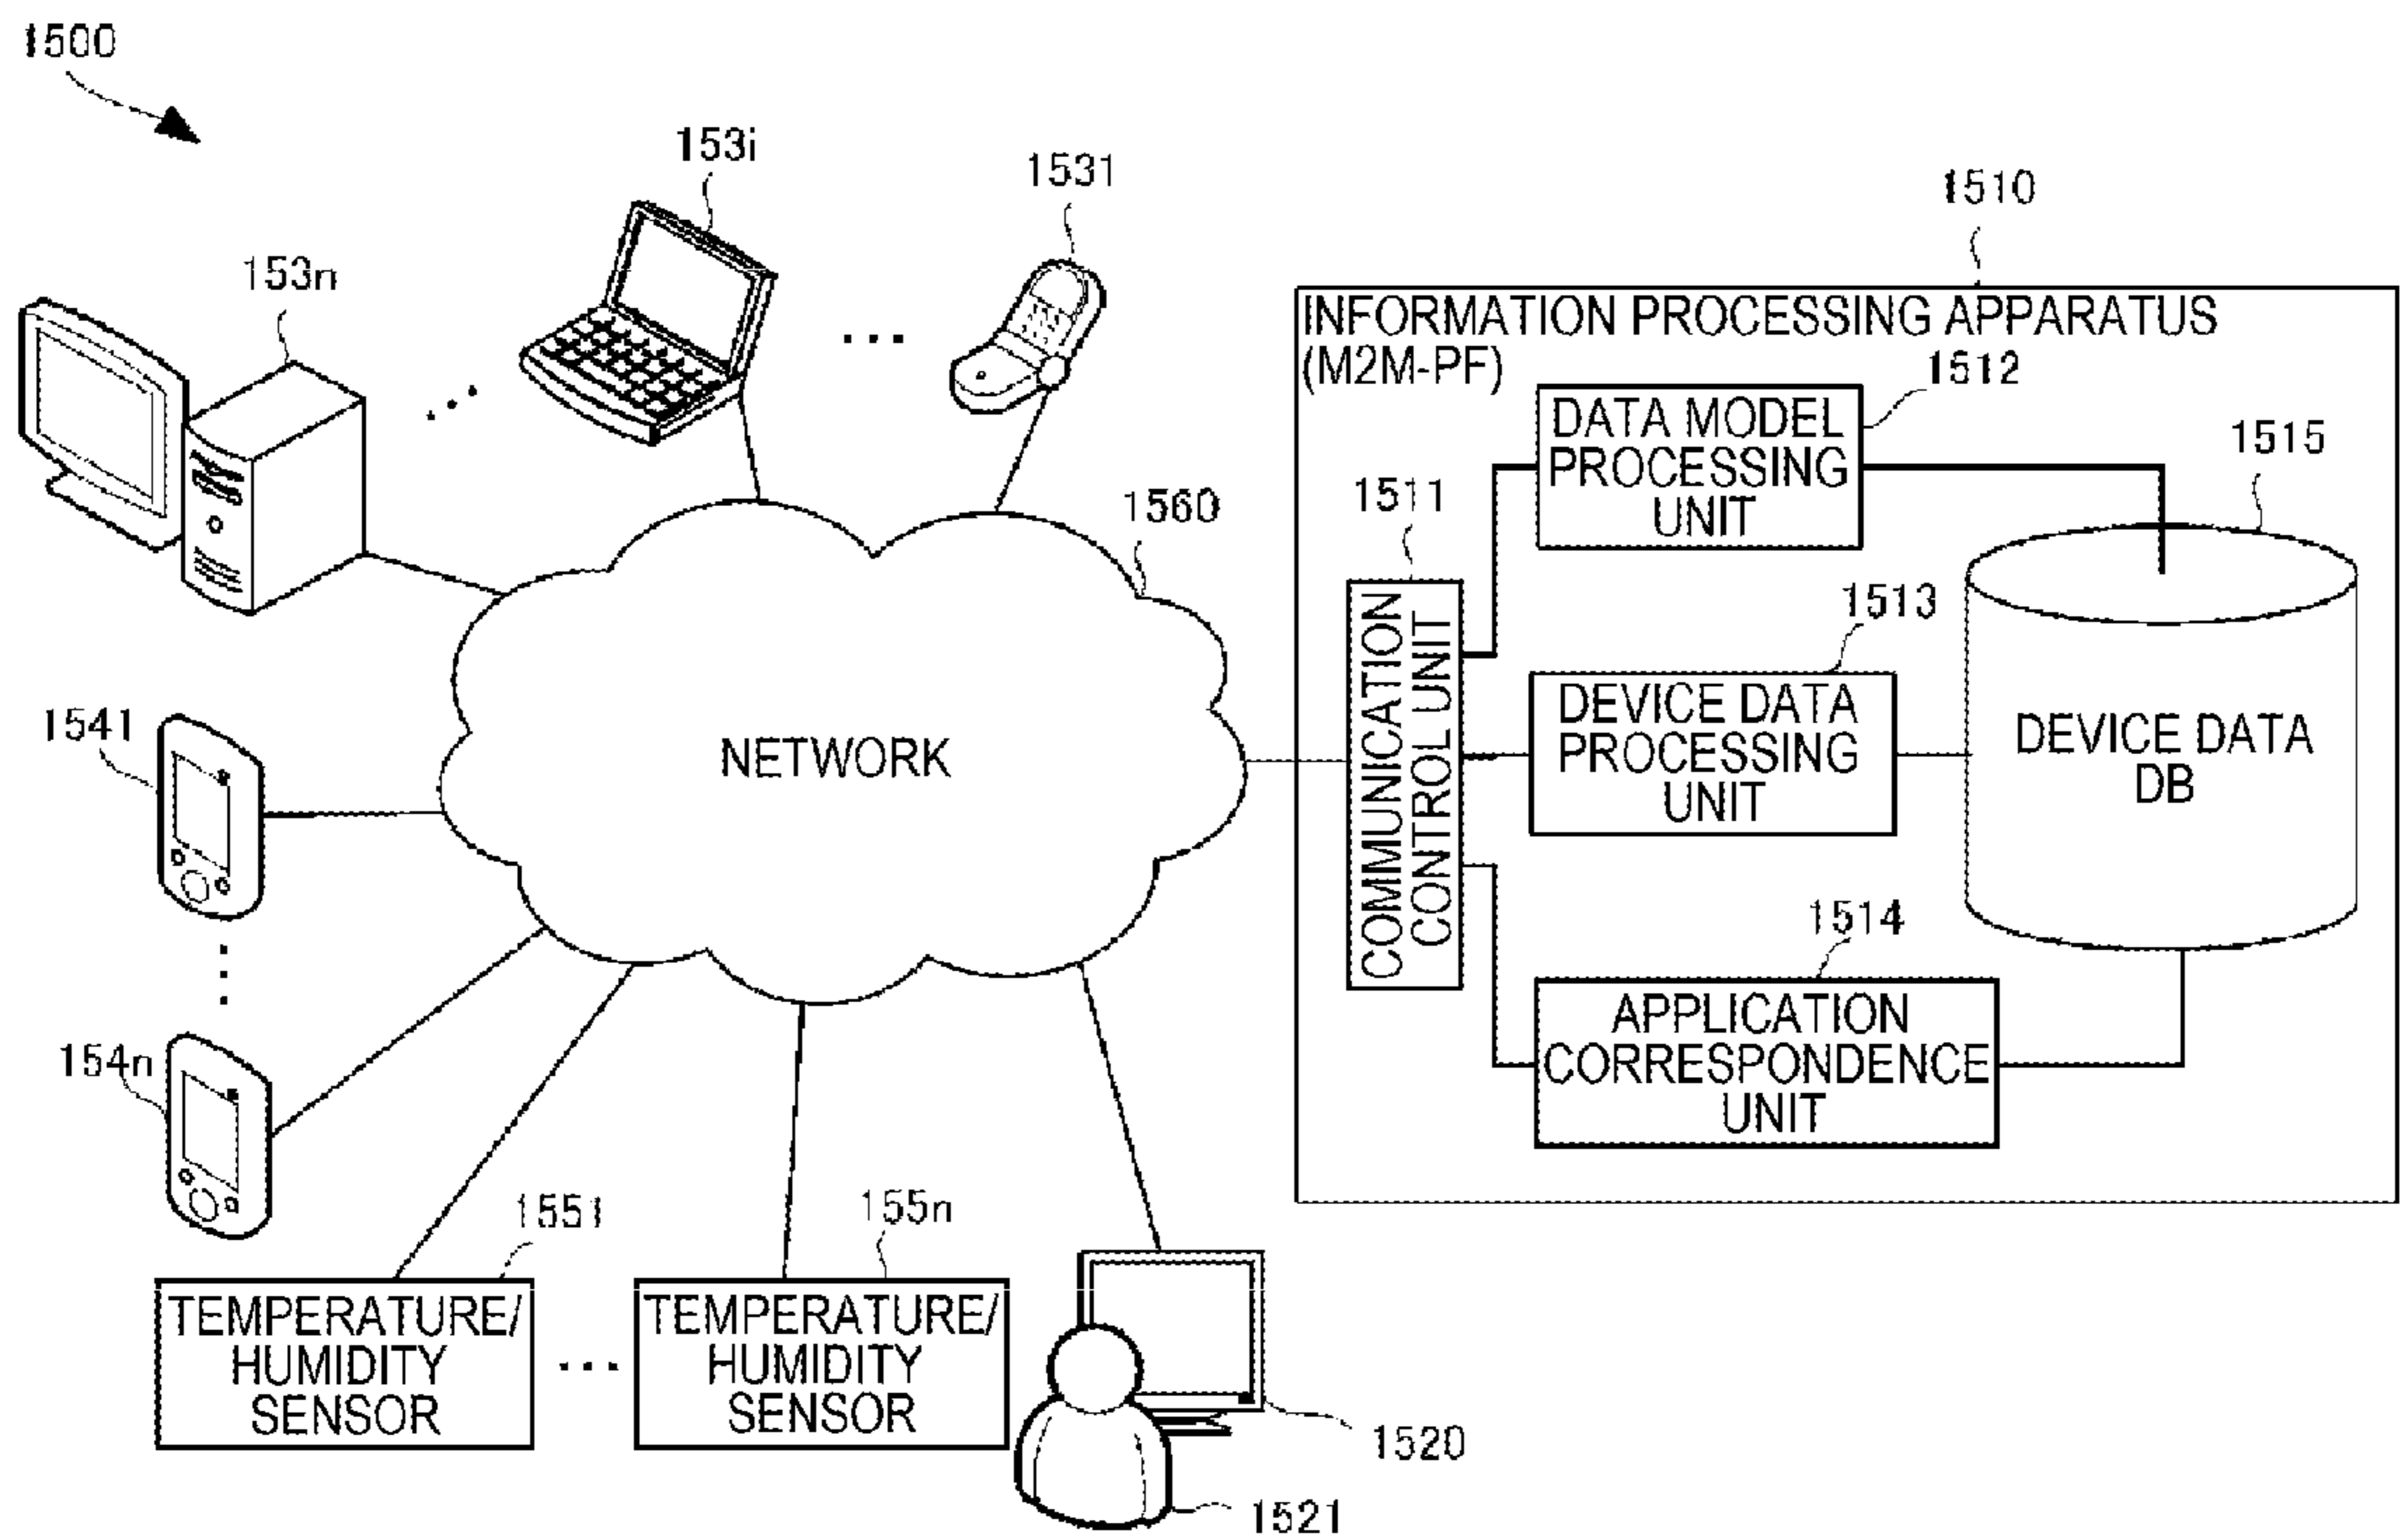 1500
153i
1531
1510
153n
INFORMATION PROCESSING APPARATUS
(M2M-PF)
1512
DATA MODEL
PROCESSING
UNIT
1515
1511
1560
1513
COMMUNICATION
CONTROL UNIT
DEVICE DATA
PROCESSING
UNIT
DEVICE DATA
DB
1541
NETWORK
1514
APPLICATION
CORRESPONDENCE
UNIT
154n
1551
155n
TEMPERATURE/
HUMIDITY
SENSOR
...
TEMPERATURE/
HUMIDITY
SENSOR
1520
1521